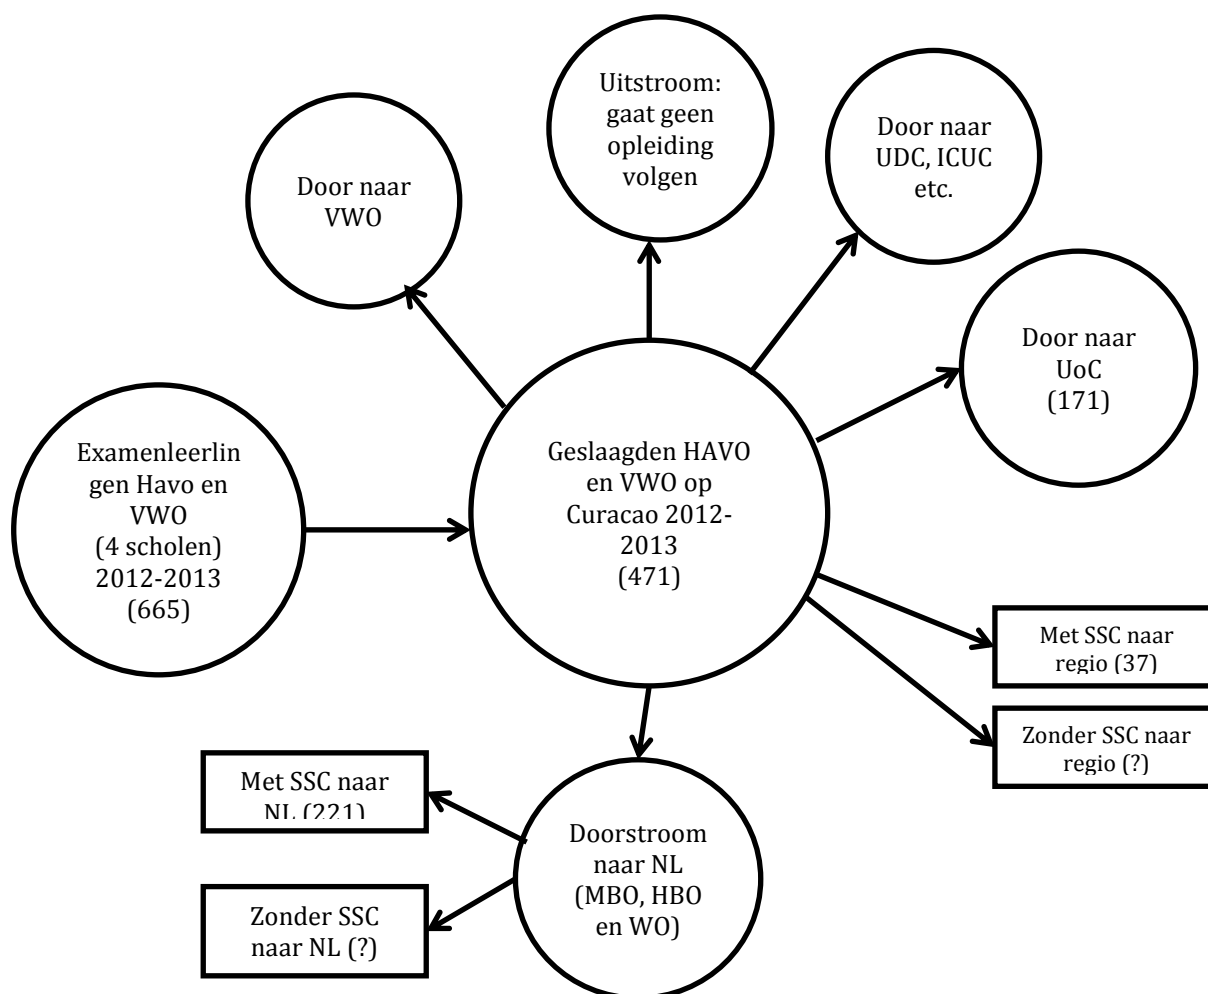 Uitstroom:
gaat geen
opleiding
volgen
Door naar
UDC, ICUC
etc.
Door naar
VWO
Door naar
UoC
(171)
Examenleerlin
gen Havo en
VWO
(4 scholen)
2012-2013
(665)
Geslaagden HAVO
en VWO op
Curacao 2012-
2013
(471)
Met SSC naar
regio (37)
Zonder SSC naar
regio (?)
Met SSC naar
NL (221)
Doorstroom
naar NL
(MBO, HBO
en WO)
Zonder SSC
naar NL (?)